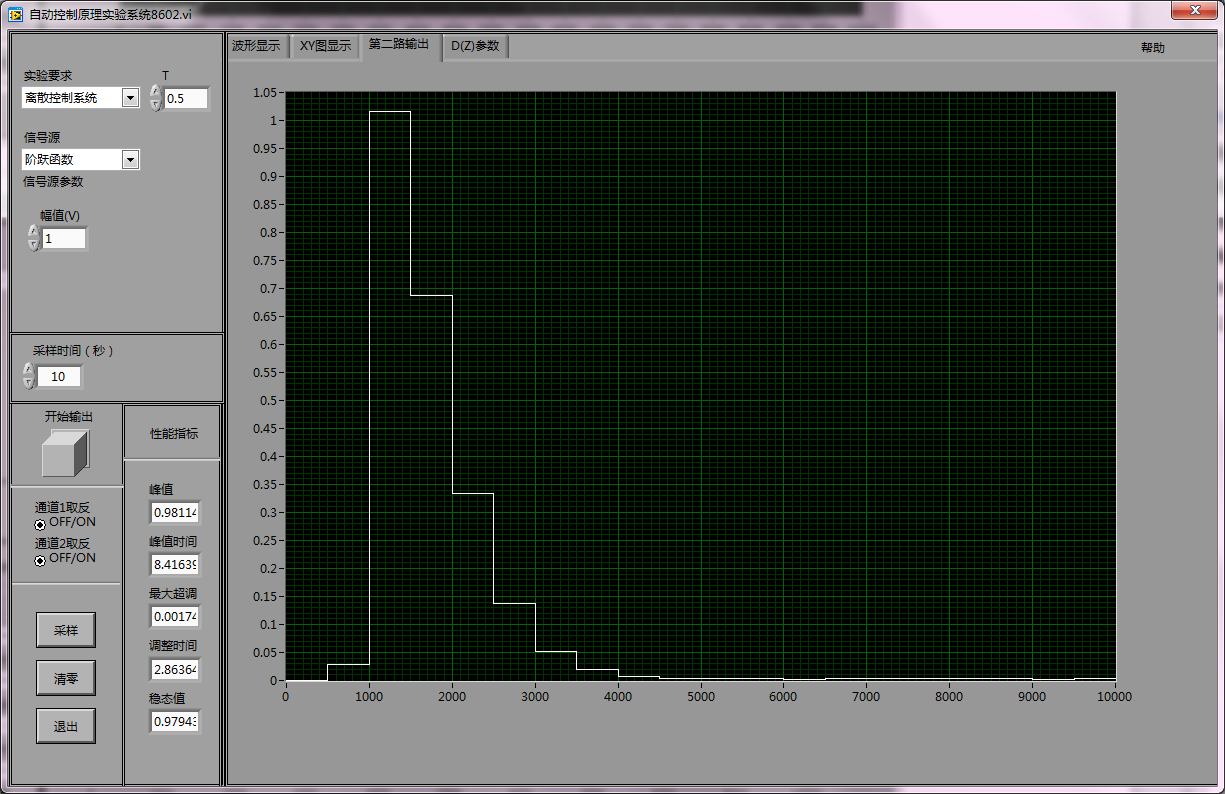 自动控制原理实验系统8602.vi
波形显示 XY图显示 第二路输出 D(Z)参数 帮助
实验要求 T
离散控制系统 0.5
信号源
阶跃函数
信号源参数
幅值(V)
1
采样时间（秒）
10
开始输出
通道1取反
OFF/ON
通道2取反
OFF/ON
采样
清零
退出
性能指标
峰值
0.98114
峰值时间
8.41639
最大超调
0.00174
调整时间
2.86364
稳态值
0.97943
1.05
1
0.95
0.9
0.85
0.8
0.75
0.7
0.65
0.6
0.55
0.5
0.45
0.4
0.35
0.3
0.25
0.2
0.15
0.1
0.05
0
0 1000 2000 3000 4000 5000 6000 7000 8000 9000 10000